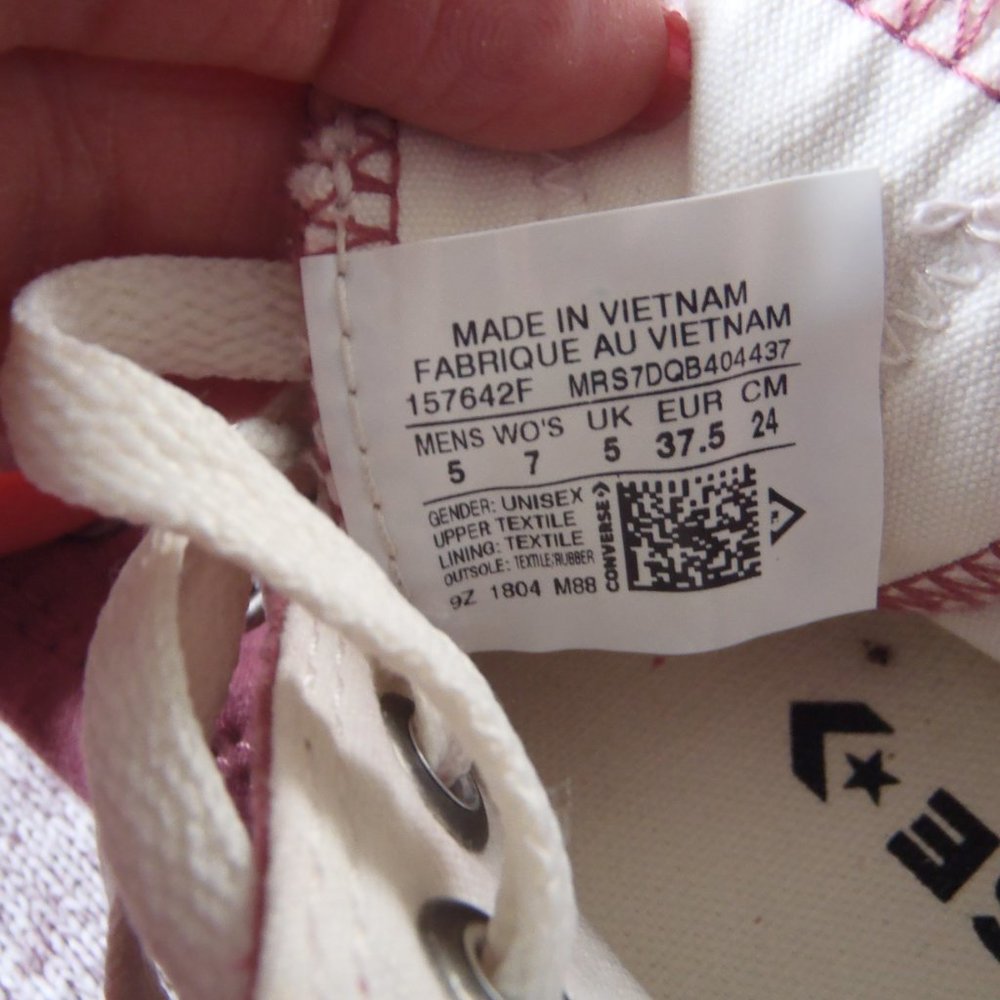 MADE IN VIETNAM
FABRIQUE AU VIETNAM
157642F MRS7DQB404437
MENS WO'S UK EUR CM
5 7 5 37.5 24
GENDER: UNISEX
UPPER TEXTILE
LINING: TEXTILE
OUTSOLE: TEXTILE;RUBBER
9Z 1804 M88
CONVERSE